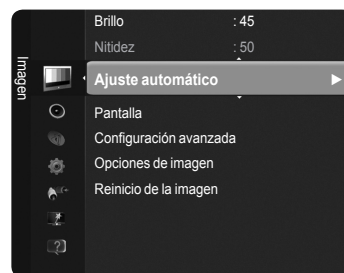 Imagen
Brillo : 45
Nitidez : 50
Ajuste automático
Pantalla
Configuración avanzada
Opciones de imagen
Reinicio de la imagen